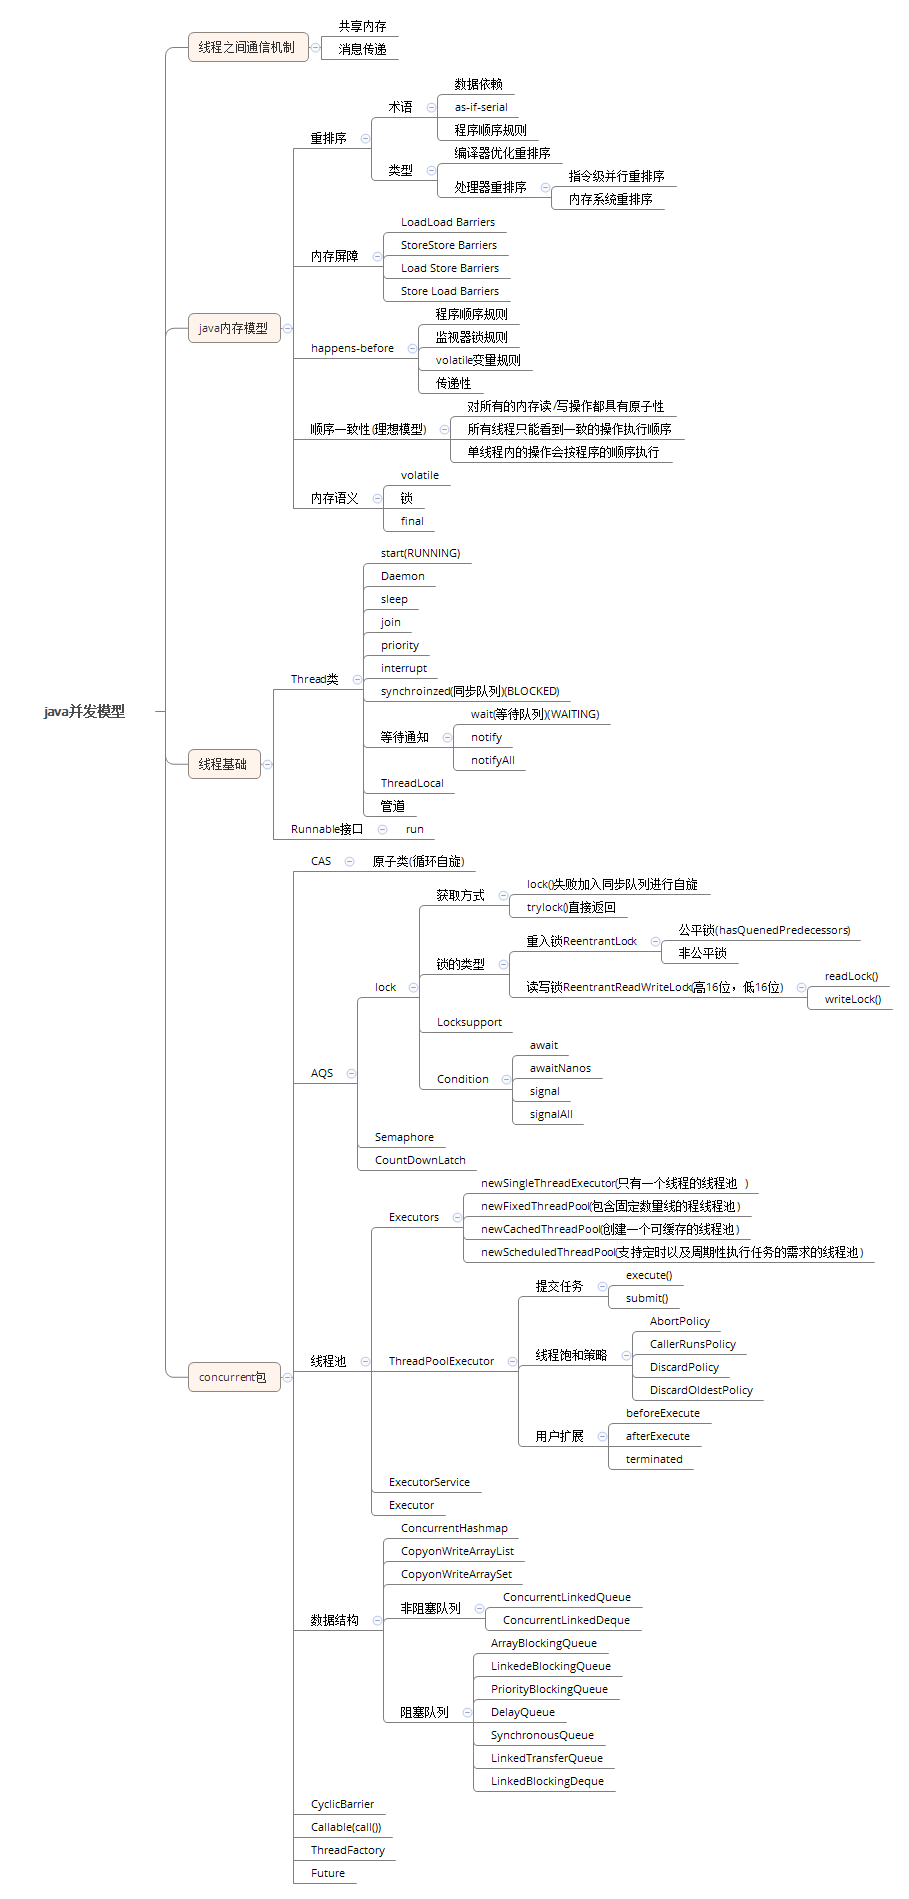 线程之间通信机制
共享内存
消息传递
java内存模型
重排序
术语
数据依赖
as-if-serial
程序顺序规则
类型
编译器优化重排序
处理器重排序
指令级并行重排序
内存系统重排序
内存屏障
LoadLoad Barriers
StoreStore Barriers
Load Store Barriers
Store Load Barriers
happens-before
程序顺序规则
监视器锁规则
volatile变量规则
传递性
顺序一致性(理想模型)
对所有的内存读/写操作都具有原子性
所有线程只能看到一致的操作执行顺序
单线程内的操作会按程序的顺序执行
内存语义
volatile
锁
final
java并发模型
线程基础
Thread类
start(RUNNING)
Daemon
sleep
join
priority
interrupt
synchroinzed(同步队列)(BLOCKED)
等待通知
wait(等待队列)(WAITING)
notify
notifyAll
ThreadLocal
管道
Runnable接口
run
concurrent包
CAS
原子类(循环自旋)
AQS
lock
获取方式
lock()失败加入同步队列进行自旋
trylock()直接返回
锁的类型
重入锁ReentrantLock
公平锁(hasQuenedPredecessors)
非公平锁
读写锁ReentrantReadWriteLock(高16位，低16位)
readLock()
writeLock()
Locksupport
Condition
await
awaitNanos
signal
signalAll
Semaphore
CountDownLatch
线程池
Executors
newSingleThreadExecutor(只有一个线程的线程池 )
newFixedThreadPool(包含固定数量线的程线程池)
newCachedThreadPool(创建一个可缓存的线程池)
newScheduledThreadPool(支持定时以及周期性执行任务的需求的线程池)
ThreadPoolExecutor
提交任务
execute()
submit()
线程饱和策略
AbortPolicy
CallerRunsPolicy
DiscardPolicy
DiscardOldestPolicy
用户扩展
beforeExecute
afterExecute
terminated
ExecutorService
Executor
数据结构
ConcurrentHashmap
CopyonWriteArrayList
CopyonWriteArraySet
非阻塞队列
ConcurrentLinkedQueue
ConcurrentLinkedDeque
阻塞队列
ArrayBlockingQueue
LinkedeBlockingQueue
PriorityBlockingQueue
DelayQueue
SynchronousQueue
LinkedTransferQueue
LinkedBlockingDeque
CyclicBarrier
Callable(call())
ThreadFactory
Future